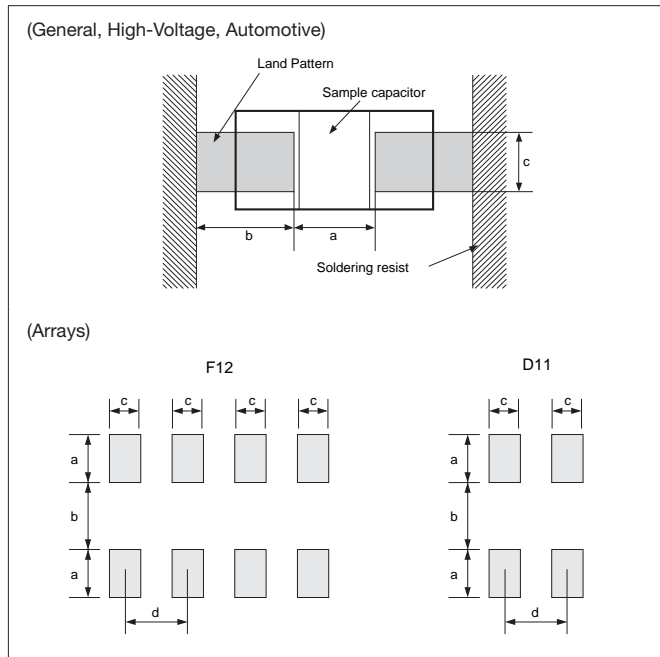 (General, High-Voltage, Automotive)
Land Pattern
Sample capacitor
c
b
a
Soldering resist
(Arrays)
F12
D11
c c c c
c c
a
a
b
b
a
a
d
d